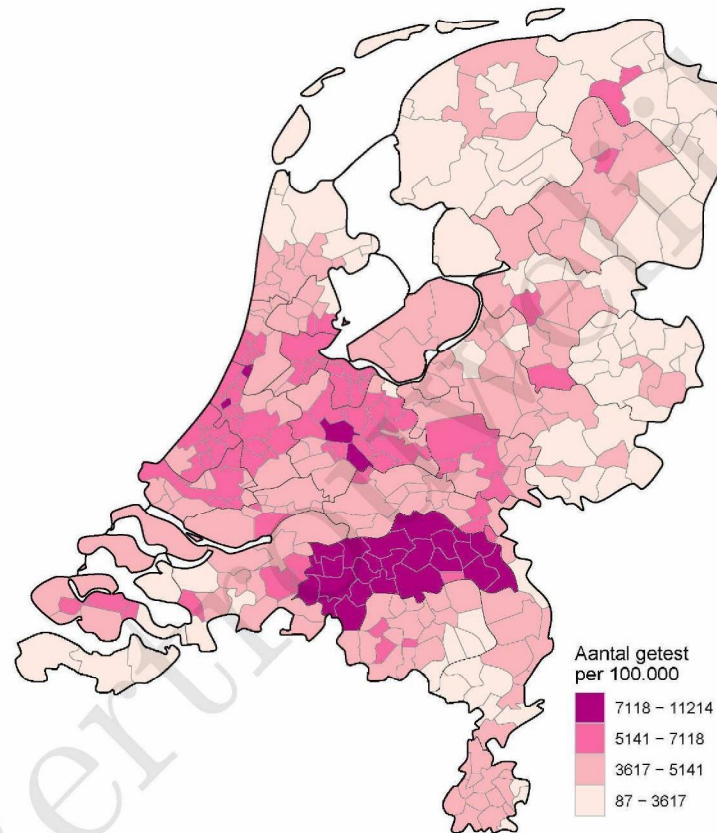 Aantal getest
per 100.000
7118 – 11214
5141 – 7118
3617 – 5141
87 – 3617